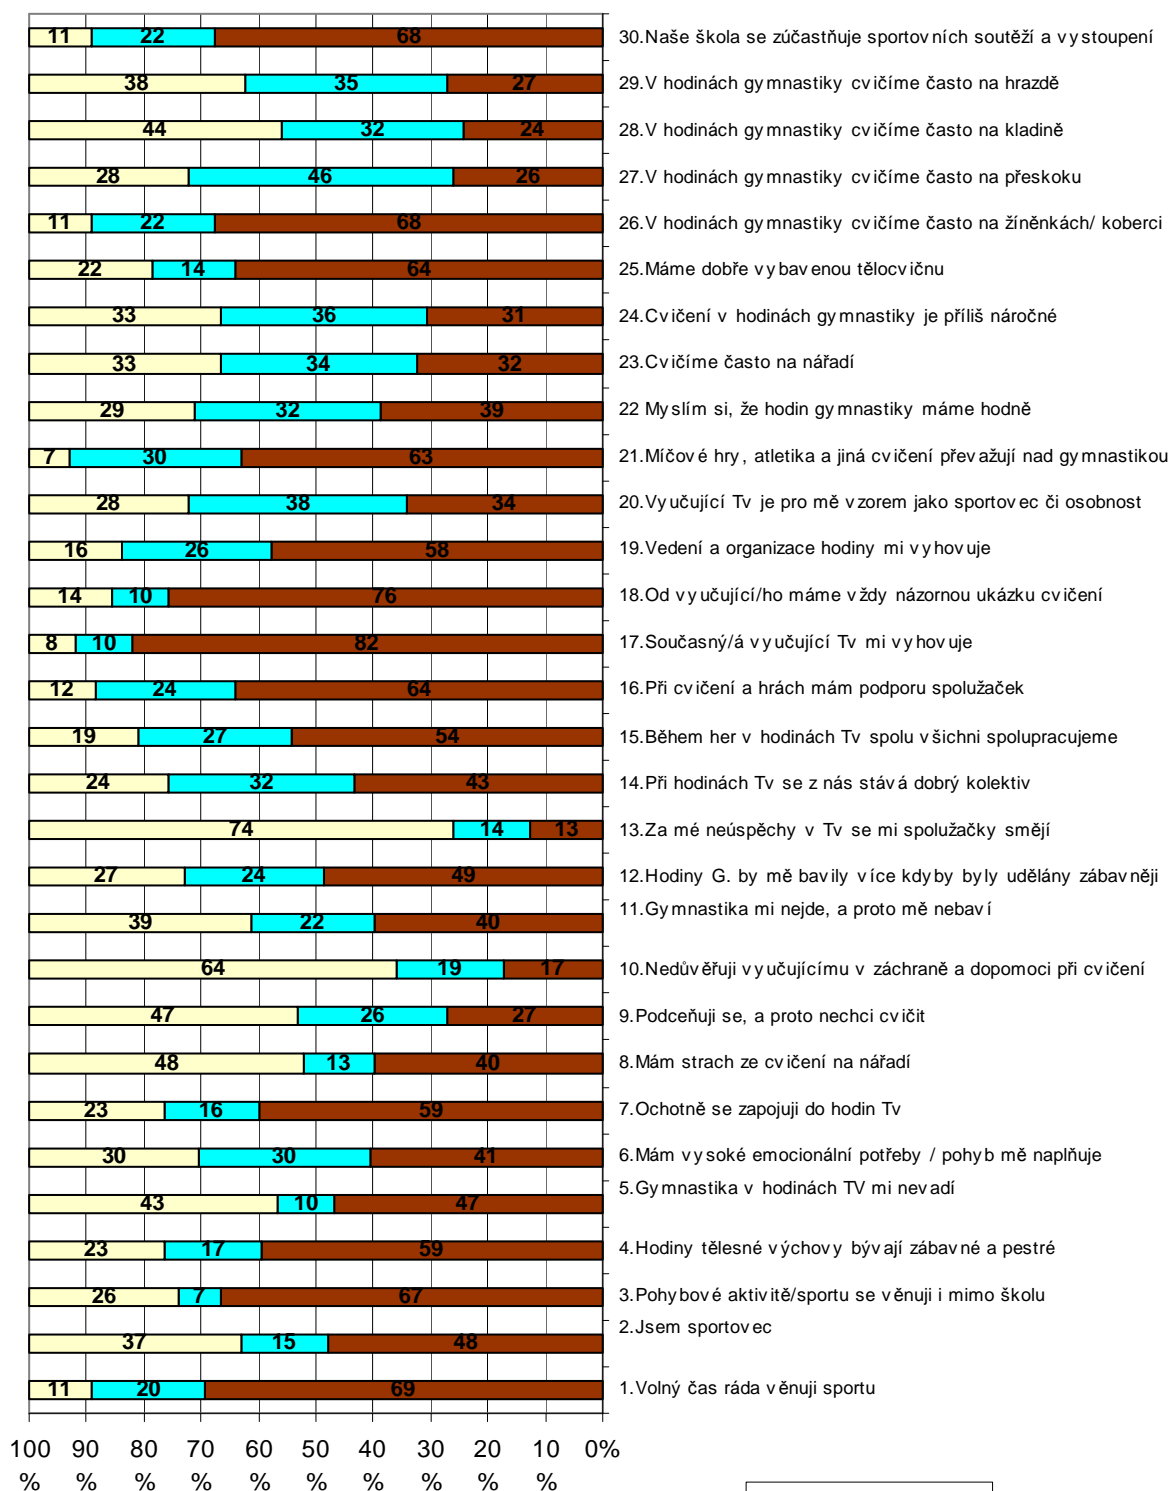 11 22 68 30.Naše škola se zúčastňuje sportovních soutěží a vystoupení
38 35 27 29.V hodinách gymnastiky cvičíme často na hrazdě
44 32 24 28.V hodinách gymnastiky cvičíme často na kladině
28 46 26 27.V hodinách gymnastiky cvičíme často na přeskoku
11 22 68 26.V hodinách gymnastiky cvičíme často na žíněnkách/ koberci
22 14 64 25.Máme dobře vybavenou tělocvičnu
33 36 31 24.Cvičení v hodinách gymnastiky je příliš náročné
33 34 32 23.Cvičíme často na nářadí
29 32 39 22 Myslím si, že hodin gymnastiky máme hodně
7 30 63 21.Míčové hry, atletika a jiná cvičení převažují nad gymnastikou
28 38 34 20.Vyučující Tv je pro mě vzorem jako sportovec či osobnost
16 26 58 19.Vedení a organizace hodiny mi vyhovuje
14 10 76 18.Od vyučující/ho máme vždy názornou ukázku cvičení
8 10 82 17.Současný/á vyučující Tv mi vyhovuje
12 24 64 16.Při cvičení a hrách mám podporu spolužaček
19 27 54 15.Během her v hodinách Tv spolu všichni spolupracujeme
24 32 43 14.Při hodinách Tv se z nás stává dobrý kolektiv
74 14 13 13.Za mé neúspěchy v Tv se mi spolužačky smějí
27 24 49 12.Hodiny G. by mě bavily více kdyby byly udělány zábavněji
39 22 40 11.Gymnastika mi nejde, a proto mě nebaví
64 19 17 10.Nedůvěřuji vyučujícímu v záchraně a dopomoci při cvičení
47 26 27 9.Podceňuji se, a proto nechci cvičit
48 13 40 8.Mám strach ze cvičení na nářadí
23 16 59 7.Ochotně se zapojuji do hodin Tv
30 30 41 6.Mám vysoké emocionální potřeby / pohyb mě naplňuje
43 10 47 5.Gymnastika v hodinách TV mi nevadí
23 17 59 4.Hodiny tělesné výchovy bývají zábavné a pestré
26 7 67 3.Pohybové aktivitě/sportu se věnuji i mimo školu
37 15 48 2.Jsem sportovec
11 20 69 1.Volný čas ráda věnuji sportu
100 90 80 70 60 50 40 30 20 10 0%
% % % % % % % % % %